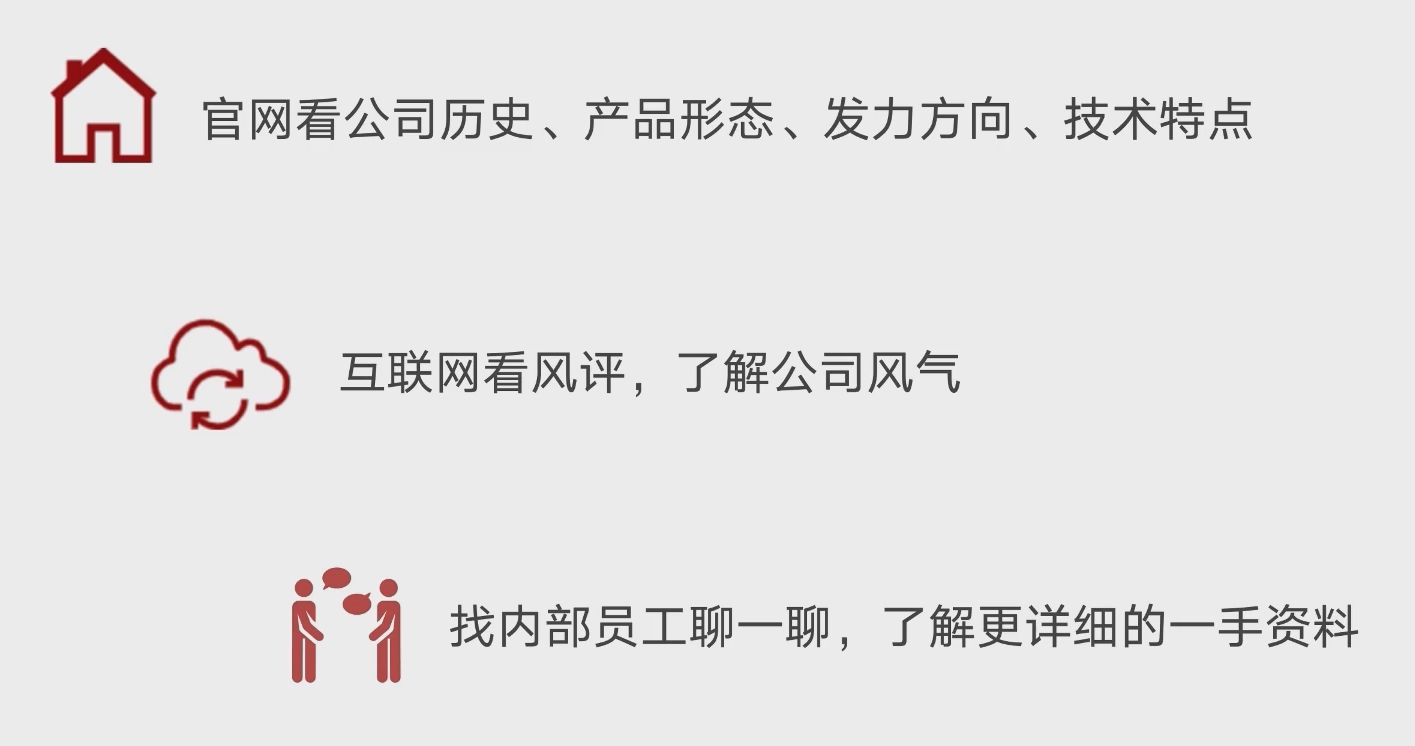 官网看公司历史、产品形态、发力方向、技术特点
互联网看风评，了解公司风气
找内部员工聊一聊，了解更详细的一手资料